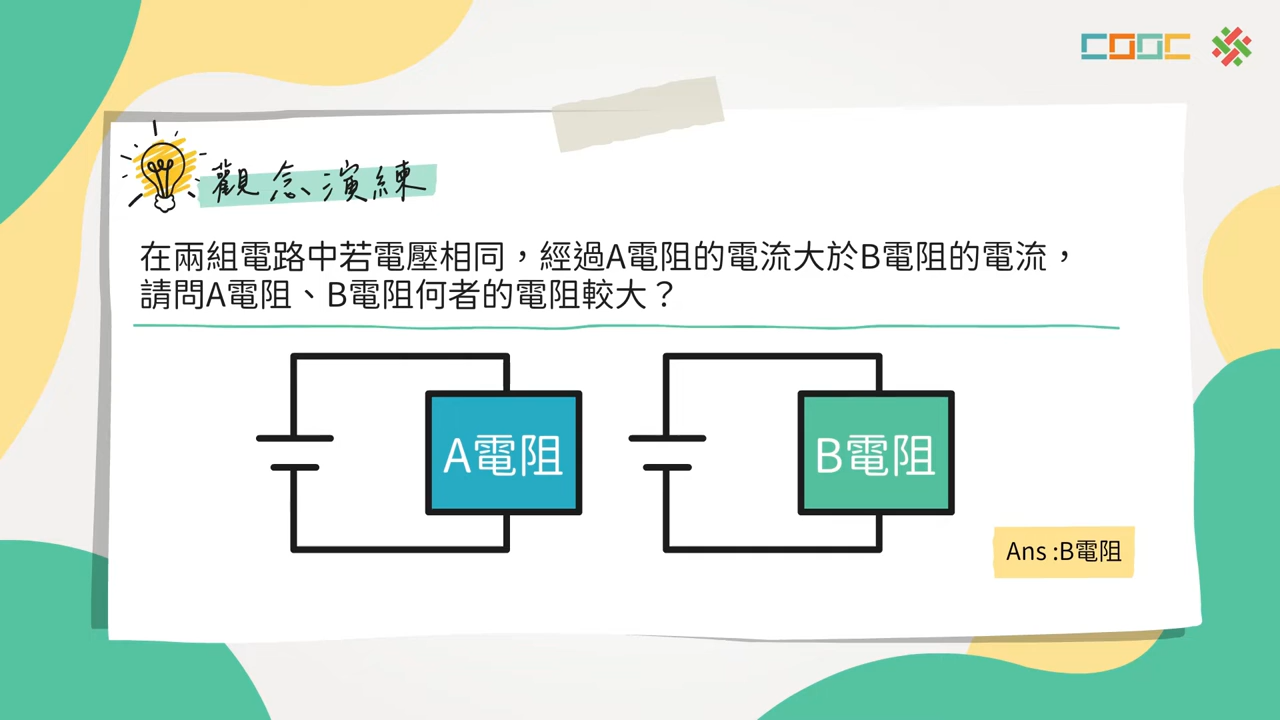 COOC
觀念演練
在兩組電路中若電壓相同，經過A電阻的電流大於B電阻的電流，
請問A電阻、B電阻何者的電阻較大？
A電阻
B電阻
Ans :B電阻